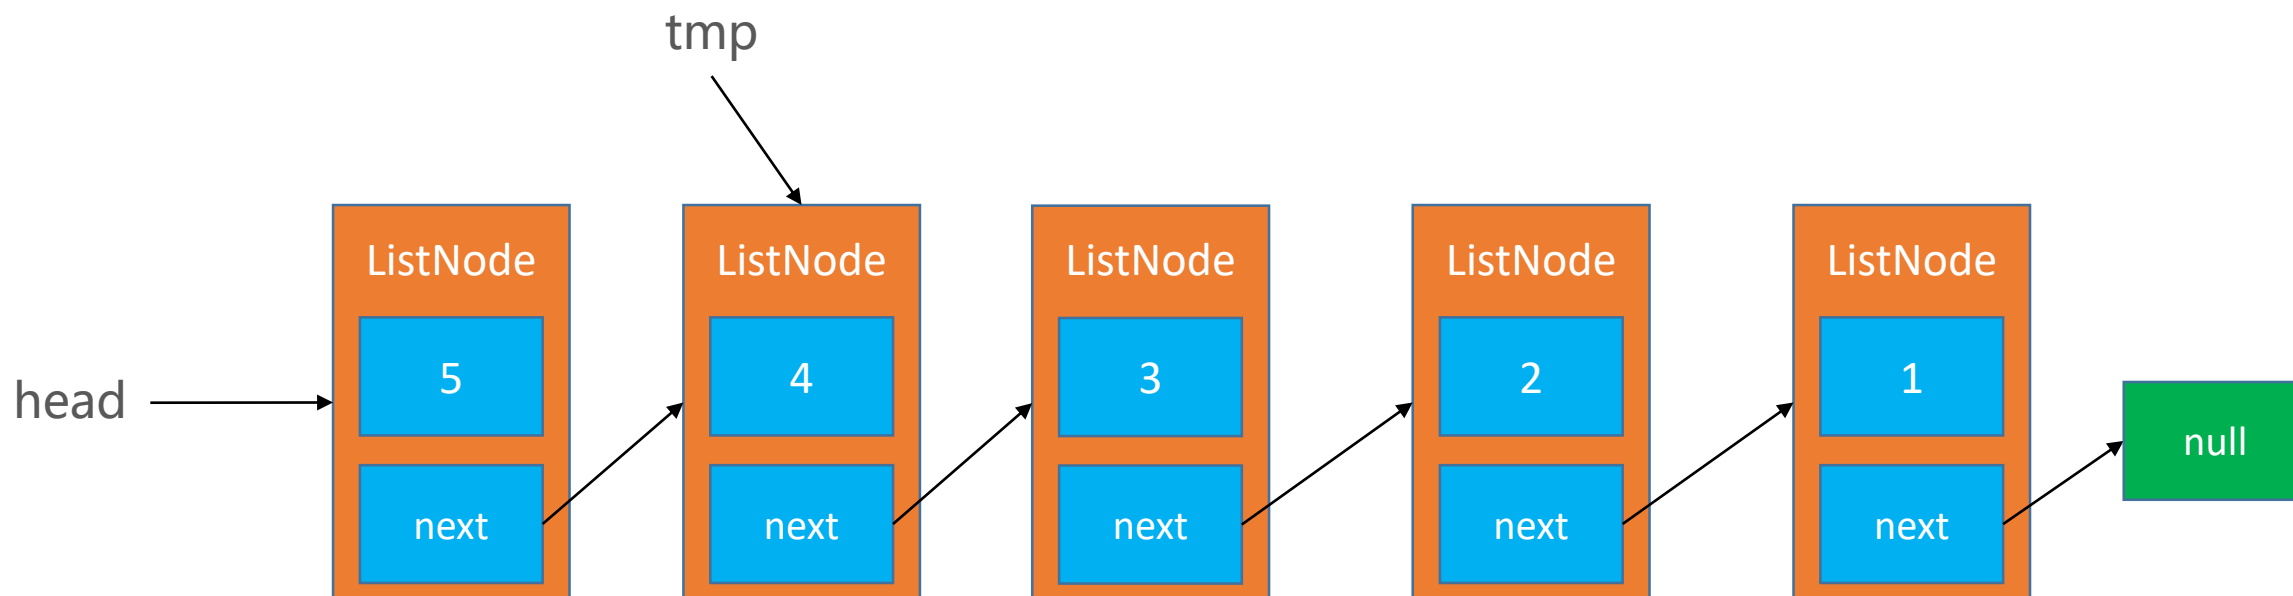 tmp
head
ListNode
5
next
ListNode
4
next
ListNode
3
next
ListNode
2
next
ListNode
1
next
null